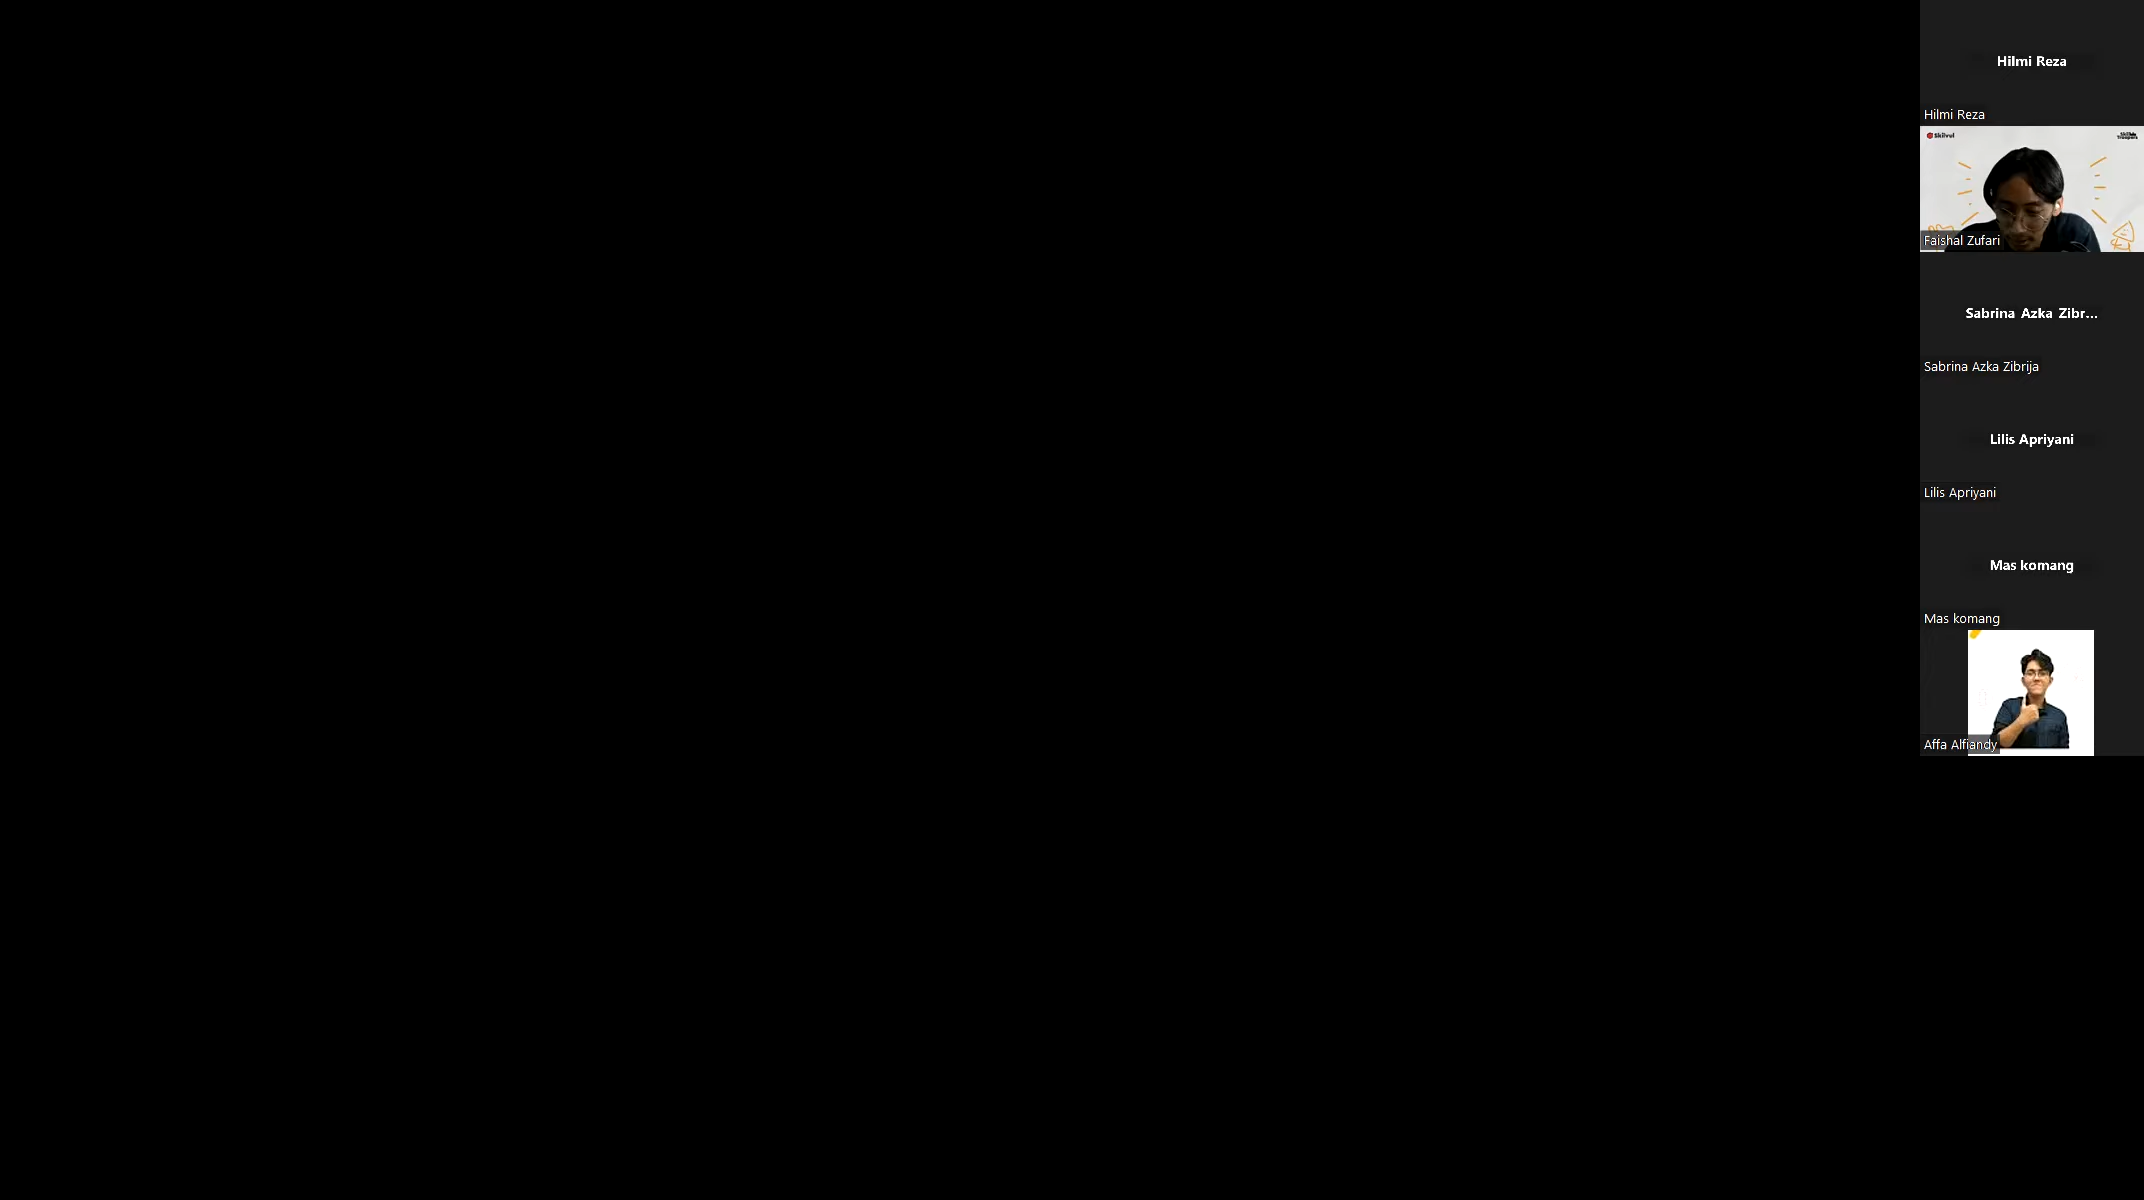 Hilmi Reza
Hilmi Reza
Skilvul
Faishal Zufari
Sabrina Azka Zibr...
Sabrina Azka Zibrija
Lilis Apriyani
Lilis Apriyani
Mas komang
Mas komang
Affa Alfiandy